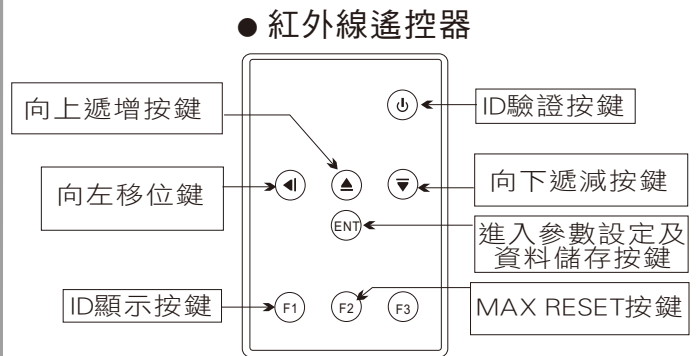 ● 紅外線遙控器
向上遞增按鍵
ID驗證按鍵
向左移位鍵
向下遞減按鍵
ENT
進入參數設定及
資料儲存按鍵
ID顯示按鍵
F1
F2
F3
MAX RESET按鍵